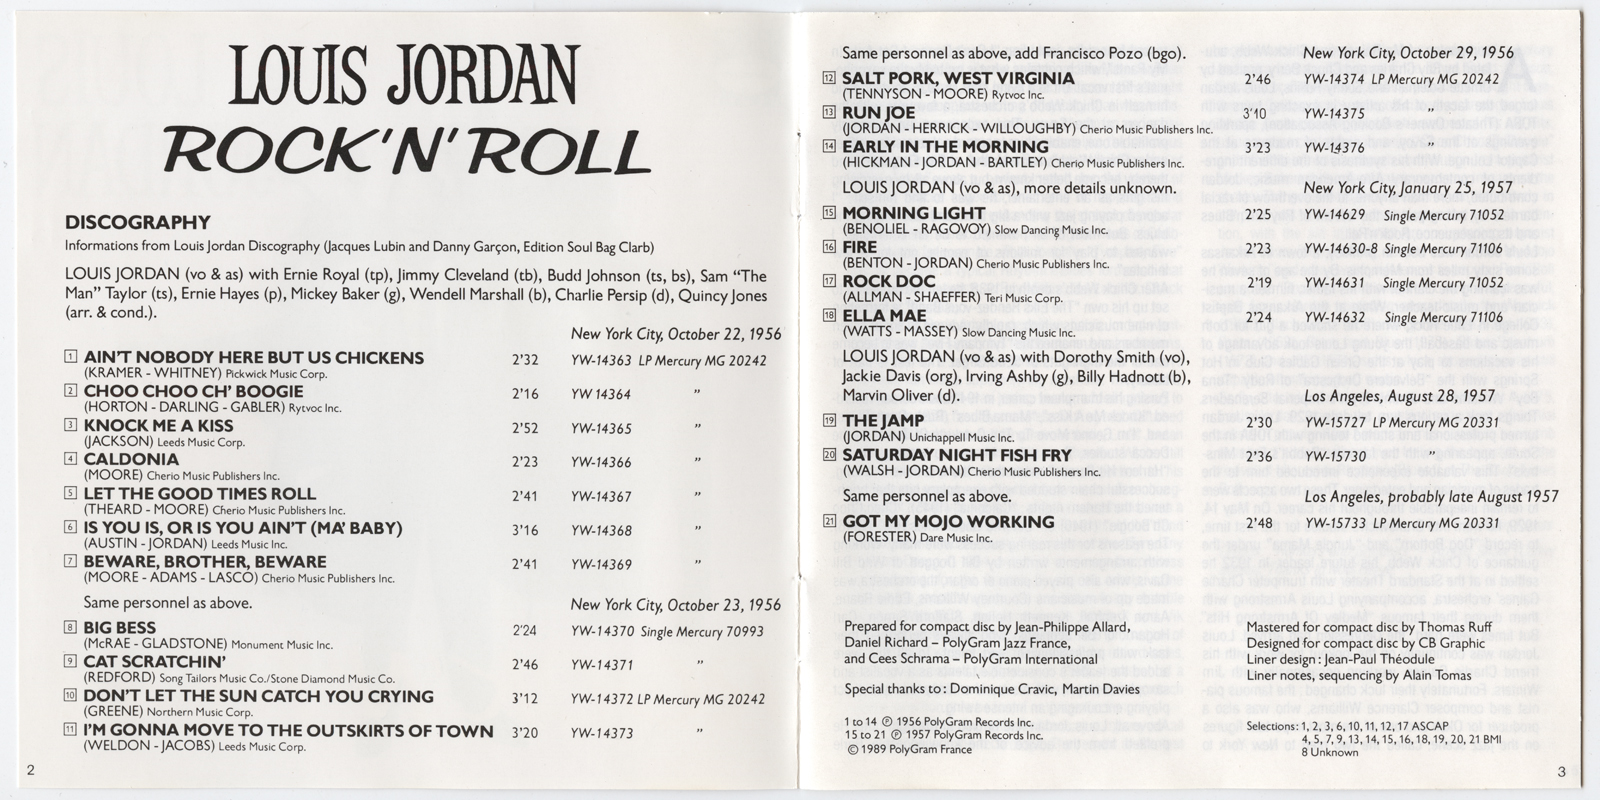 LOUIS JORDAN
ROCK'N'ROLL
DISCOGRAPHY
Informations from Louis Jordan Discography (Jacques Lubin and Danny Garçon, Edition Soul Bag Clarb)
LOUIS JORDAN (vo & as) with Ernie Royal (tp), Jimmy Cleveland (tb), Budd Johnson (ts, bs), Sam “The
Man” Taylor (ts), Ernie Hayes (p), Mickey Baker (g), Wendell Marshall (b), Charlie Persip (d), Quincy Jones
(arr. & cond.).
New York City, October 22, 1956
1 AIN'T NOBODY HERE BUT US CHICKENS 2'32 YW-14363 LP Mercury MG 20242
(KRAMER - WHITNEY) Pickwick Music Corp.
2 CHOO CHOO CH' BOOGIE 2'16 YW 14364 ”
(HORTON - DARLING - GABLER) Rytvoc Inc.
3 KNOCK ME A KISS 2'52 YW-14365 ”
(JACKSON) Leeds Music Corp.
4 CALDONIA 2'23 YW-14366 ”
(MOORE) Cherio Music Publishers Inc.
5 LET THE GOOD TIMES ROLL 2'41 YW-14367 ”
(THEARD - MOORE) Cherio Music Publishers Inc.
6 IS YOU IS, OR IS YOU AIN'T (MA' BABY) 3'16 YW-14368 ”
(AUSTIN - JORDAN) Leeds Music Inc.
7 BEWARE, BROTHER, BEWARE 2'41 YW-14369 ”
(MOORE - ADAMS - LASCO) Cherio Music Publishers Inc.
Same personnel as above. New York City, October 23, 1956
8 BIG BESS 2'24 YW-14370 Single Mercury 70993
(McRAE - GLADSTONE) Monument Music Inc.
9 CAT SCRATCHIN' 2'46 YW-14371 ”
(REDFORD) Song Tailors Music Co./Stone Diamond Music Co.
10 DON'T LET THE SUN CATCH YOU CRYING 3'12 YW-14372 LP Mercury MG 20242
(GREENE) Northern Music Corp.
11 I'M GONNA MOVE TO THE OUTSKIRTS OF TOWN 3'20 YW-14373 ”
(WELDON - JACOBS) Leeds Music Corp.
2
Same personnel as above, add Francisco Pozo (bgo). New York City, October 29, 1956
12 SALT PORK, WEST VIRGINIA 2'46 YW-14374 LP Mercury MG 20242
(TENNYSON - MOORE) Rytvoc Inc.
13 RUN JOE 3'10 YW-14375 ”
(JORDAN - HERRICK - WILLOUGHBY) Cherio Music Publishers Inc.
14 EARLY IN THE MORNING 3'23 YW-14376 ”
(HICKMAN - JORDAN - BARTLEY) Cherio Music Publishers Inc.
LOUIS JORDAN (vo & as), more details unknown. New York City, January 25, 1957
15 MORNING LIGHT 2'25 YW-14629 Single Mercury 71052
(BENOLIEL - RAGOVOY) Slow Dancing Music Inc.
16 FIRE 2'23 YW-14630-8 Single Mercury 71106
(BENTON - JORDAN) Cherio Music Publishers Inc.
17 ROCK DOC 2'19 YW-14631 Single Mercury 71052
(ALLMAN - SHAEFFER) Teri Music Corp.
18 ELLA MAE 2'24 YW-14632 Single Mercury 71106
(WATTS - MASSEY) Slow Dancing Music Inc.
LOUIS JORDAN (vo & as) with Dorothy Smith (vo),
Jackie Davis (org), Irving Ashby (g), Billy Hadnott (b),
Marvin Oliver (d). Los Angeles, August 28, 1957
19 THE JAMP 2'30 YW-15727 LP Mercury MG 20331
(JORDAN) Unichappell Music Inc.
20 SATURDAY NIGHT FISH FRY 2'36 YW-15730 ”
(WALSH - JORDAN) Cherio Music Publishers Inc.
Same personnel as above. Los Angeles, probably late August 1957
21 GOT MY MOJO WORKING 2'48 YW-15733 LP Mercury MG 20331
(FORESTER) Dare Music Inc.
Prepared for compact disc by Jean-Philippe Allard,
Daniel Richard – PolyGram Jazz France,
and Cees Schrama – PolyGram International
Special thanks to : Dominique Cravic, Martin Davies
1 to 14 ℗ 1956 PolyGram Records Inc.
15 to 21 ℗ 1957 PolyGram Records Inc.
© 1989 PolyGram France
Mastered for compact disc by Thomas Ruff
Designed for compact disc by CB Graphic
Liner design : Jean-Paul Théodule
Liner notes, sequencing by Alain Tomas
Selections: 1, 2, 3, 6, 10, 11, 12, 17 ASCAP
4, 5, 7, 9, 13, 14, 15, 16, 18, 19, 20, 21 BMI
8 Unknown
3